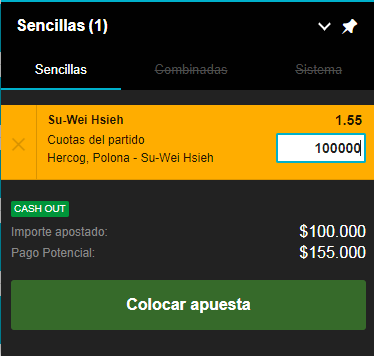 Sencillas (1)
Sencillas Combinadas Sistema
Su-Wei Hsieh 1.55
Cuotas del partido 100000
Hercog, Polona - Su-Wei Hsieh
CASH OUT
Importe apostado: $100.000
Pago Potencial: $155.000
Colocar apuesta